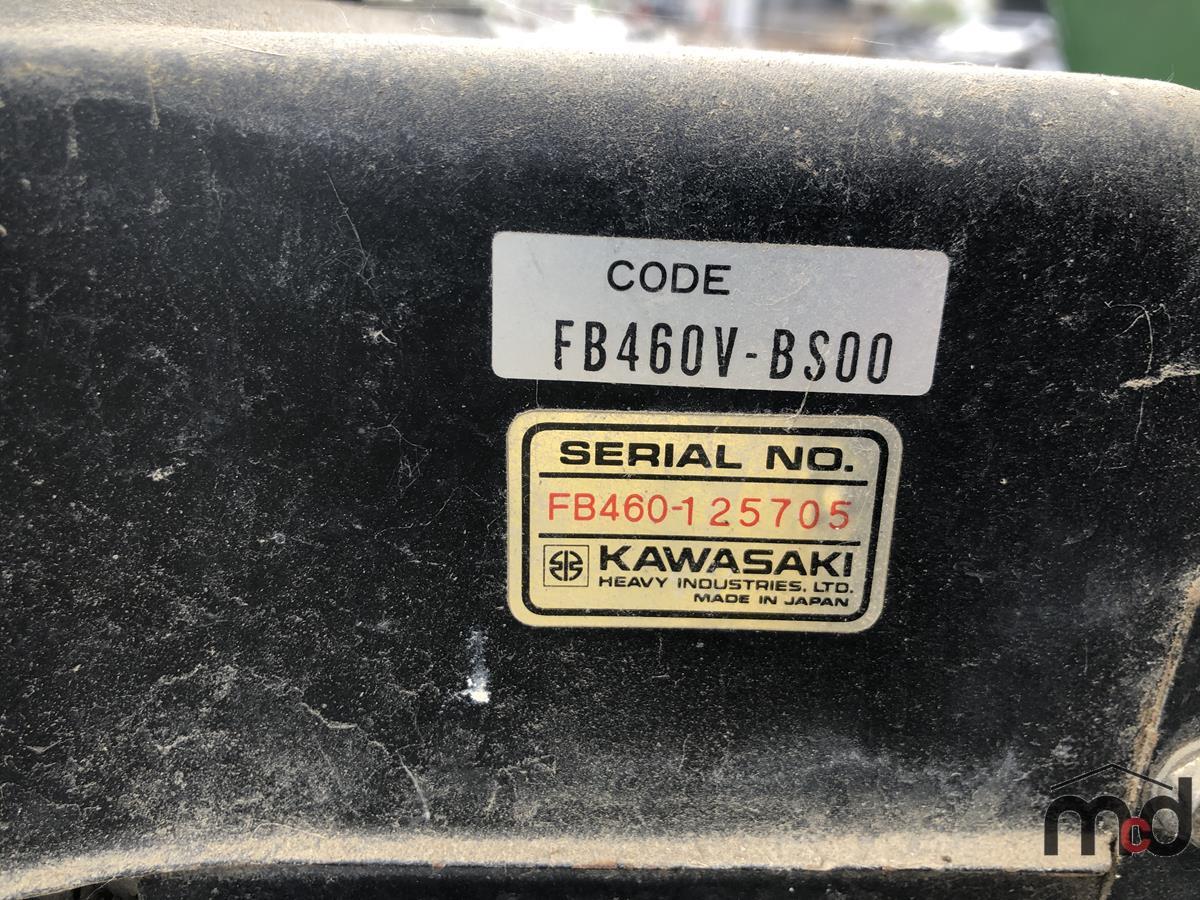 CODE
FB460V-BS00
SERIAL NO.
FB460-125705
KAWASAKI
HEAVY INDUSTRIES, LTD.
MADE IN JAPAN
mcd